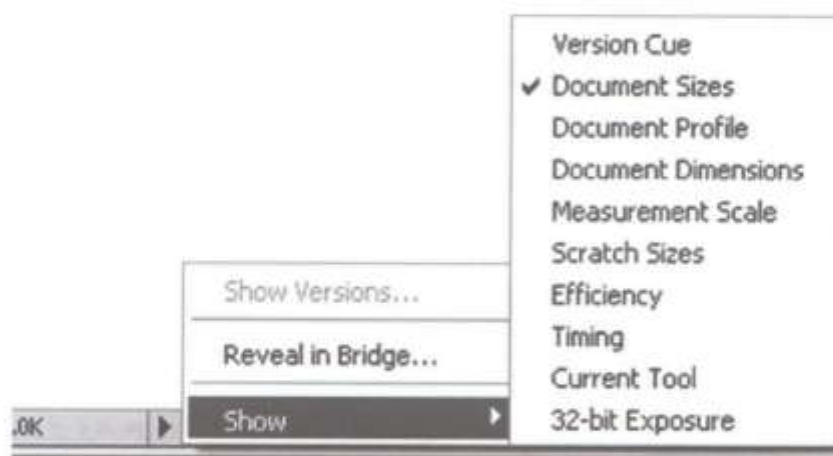 Version Cue
✔ Document Sizes
Document Profile
Document Dimensions
Measurement Scale
Scratch Sizes
Efficiency
Timing
Current Tool
32-bit Exposure
Show Versions...
Reveal in Bridge...
Show
.0K